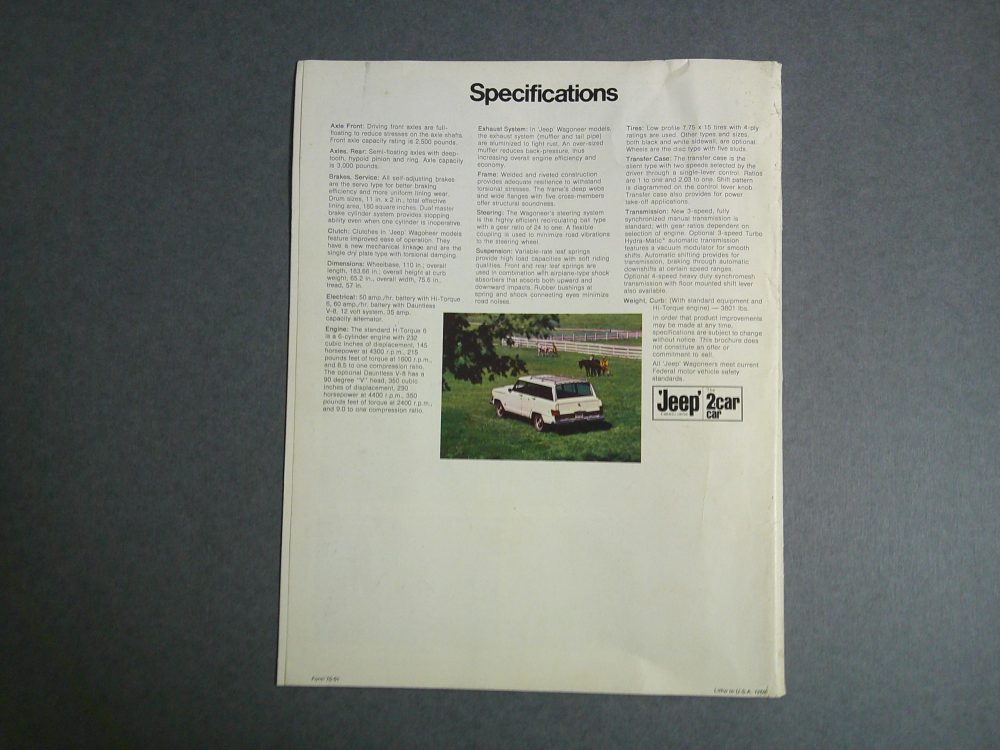 Specifications
Axle Front: Driving front axles are full-
floating to reduce stresses on the axle shafts.
Front axle capacity rating is 2,500 pounds.
Axles, Rear: Semi-floating axles with deep-
tooth, hypoid pinion and ring. Axle capacity
is 3,000 pounds.
Brakes, Service: All self-adjusting brakes
are the servo type for better braking
efficiency and more uniform lining wear.
Drum sizes, 11 in. x 2 in.; total effective
lining area, 180 square inches. Dual master
brake cylinder system provides stopping
ability even when one cylinder is inoperative.
Clutch: Clutches in 'Jeep' Wagoneer models
feature improved ease of operation. They
have a new mechanical linkage and are the
single dry plate type with torsional damping.
Dimensions: Wheelbase, 110 in.; overall
length, 183.66 in.; overall height at curb
weight, 65.2 in., overall width, 75.6 in.,
tread, 57 in.
Electrical: 50 amp./hr. battery with Hi-Torque
6, 60 amp./hr. battery with Dauntless
V-8, 12 volt system, 35 amp.
capacity alternator.
Engine: The standard Hi-Torque 6
is a 6-cylinder engine with 232
cubic inches of displacement, 145
horsepower at 4300 r.p.m., 215
pounds feet of torque at 1600 r.p.m.,
and 8.5 to one compression ratio.
The optional Dauntless V-8 has a
90 degree "V" head, 350 cubic
inches of displacement, 230
horsepower at 4400 r.p.m., 350
pounds feet of torque at 2400 r.p.m.,
and 9.0 to one compression ratio.
Exhaust System: In 'Jeep' Wagoneer models,
the exhaust system (muffler and tail pipe)
are aluminized to fight rust. An over-sized
muffler reduces back-pressure, thus
increasing overall engine efficiency and
economy.
Frame: Welded and riveted construction
provides adequate resilience to withstand
torsional stresses. The frame's deep webs
and wide flanges with five cross-members
offer structural soundness.
Steering: The Wagoneer's steering system
is the highly efficient recirculating ball type
with a gear ratio of 24 to one. A flexible
coupling is used to minimize road vibrations
to the steering wheel.
Suspension: Variable-rate leaf springs
provide high load capacities with soft riding
qualities. Front and rear leaf springs are
used in combination with airplane-type shock
absorbers that absorb both upward and
downward impacts. Rubber bushings at
spring and shock connecting eyes minimize
road noises.
Tires: Low profile 7.75 x 15 tires with 4-ply
ratings are used. Other types and sizes,
both black and white sidewall, are optional.
Wheels are the disc type with five studs.
Transfer Case: The transfer case is the
silent type with two speeds selected by the
driver through a single-lever control. Ratios
are 1 to one and 2.03 to one. Shift pattern
is diagrammed on the control lever knob.
Transfer case also provides for power
take-off applications.
Transmission: New 3-speed, fully
synchronized manual transmission is
standard; with gear ratios dependent on
selection of engine. Optional 3-speed Turbo
Hydra-Matic* automatic transmission
features a vacuum modulator for smooth
shifts. Automatic shifting provides for
transmission, braking through automatic
downshifts at certain speed ranges.
Optional 4-speed heavy duty synchromesh
transmission with floor mounted shift lever
also available.
Weight, Curb: (With standard equipment and
Hi-Torque engine) — 3801 lbs.
In order that product improvements
may be made at any time,
specifications are subject to change
without notice. This brochure does
not constitute an offer or
commitment to sell.
All 'Jeep' Wagoneers meet current
Federal motor vehicle safety
standards.
'Jeep'
The
2car
car
Litho in U.S.A.